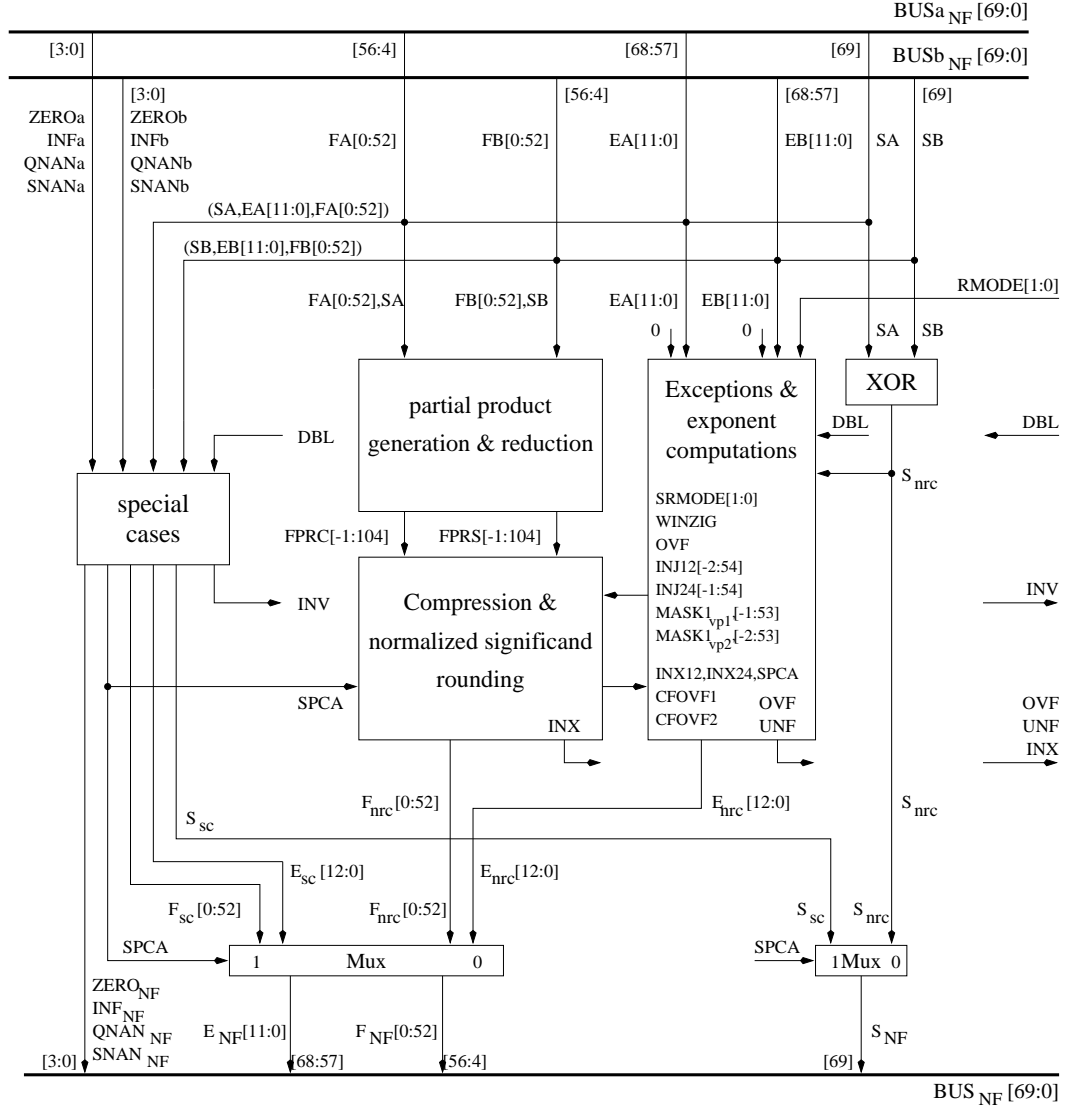 BUSa NF [69:0]
[3:0] [56:4] [68:57] [69] BUSb NF [69:0]
[3:0] [56:4] [68:57] [69]
ZEROa ZEROb
INFa INFb FA[0:52] FB[0:52] EA[11:0] EB[11:0] SA SB
QNANa QNANb
SNANa SNANb
(SA,EA[11:0],FA[0:52])
(SB,EB[11:0],FB[0:52])
RMODE[1:0]
FA[0:52],SA FB[0:52],SB EA[11:0] EB[11:0]
0 0 SA SB
XOR
Exceptions &
exponent
computations
partial product
generation & reduction
DBL DBL DBL
S nrc
special
cases
SRMODE[1:0]
WINZIG
OVF
INJ12[-2:54]
INJ24[-1:54]
MASK1 vp1[-1:53]
MASK1 vp2[-2:53]
INX12,INX24,SPCA
CFOVF1
CFOVF2
OVF
UNF
FPRC[-1:104] FPRS[-1:104]
Compression &
normalized significand
rounding
INV INV
SPCA
INX
OVF
UNF
INX
F nrc [0:52] E nrc [12:0] S nrc
S sc
E sc [12:0] E nrc [12:0]
F sc [0:52] F nrc [0:52] S sc S nrc
SPCA 1 Mux 0 SPCA 1 Mux 0
ZERO NF
INF NF
QNAN NF
SNAN NF
E NF [11:0] F NF [0:52] S NF
[3:0] [68:57] [56:4] [69]
BUS NF [69:0]